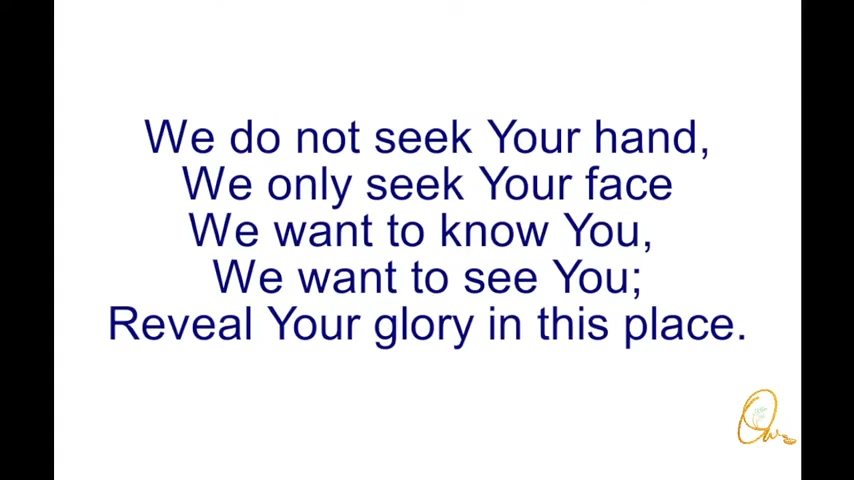 We do not seek Your hand,
We only seek Your face
We want to know You,
We want to see You;
Reveal Your glory in this place.